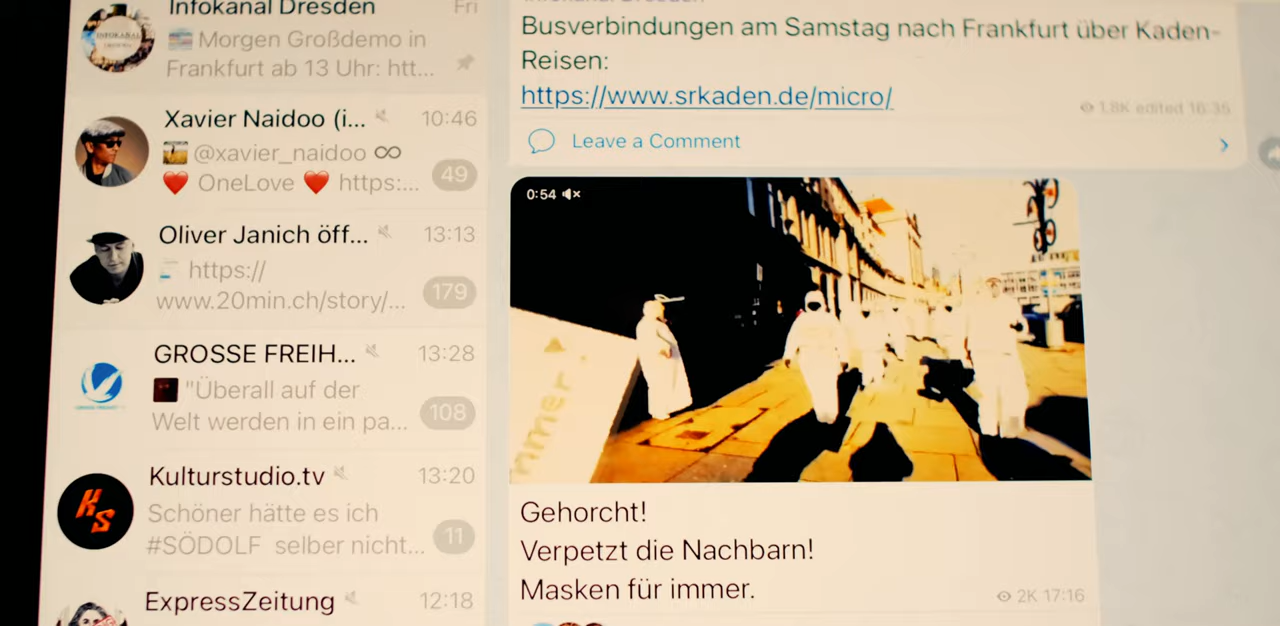 Infokanal Dresden
Fri
Morgen Großdemo in
Frankfurt ab 13 Uhr: htt...
Xavier Naidoo (i...
10:46
@xavier_naidoo
OneLove https:...
49
Oliver Janich öff...
13:13
https://
www.20min.ch/story/...
179
GROSSE FREIH...
13:28
"Überall auf der
Welt werden in ein pa...
108
Kulturstudio.tv
13:20
Schöner hätte es ich
#SÖDOLF selber nicht...
11
KS
ExpressZeitung
12:18
Busverbindungen am Samstag nach Frankfurt über Kaden-
Reisen:
https://www.srkaden.de/micro/
1.8K edited 16:35
Leave a Comment
0:54
mmer
Gehorcht!
Verpetzt die Nachbarn!
Masken für immer.
2K 17:16